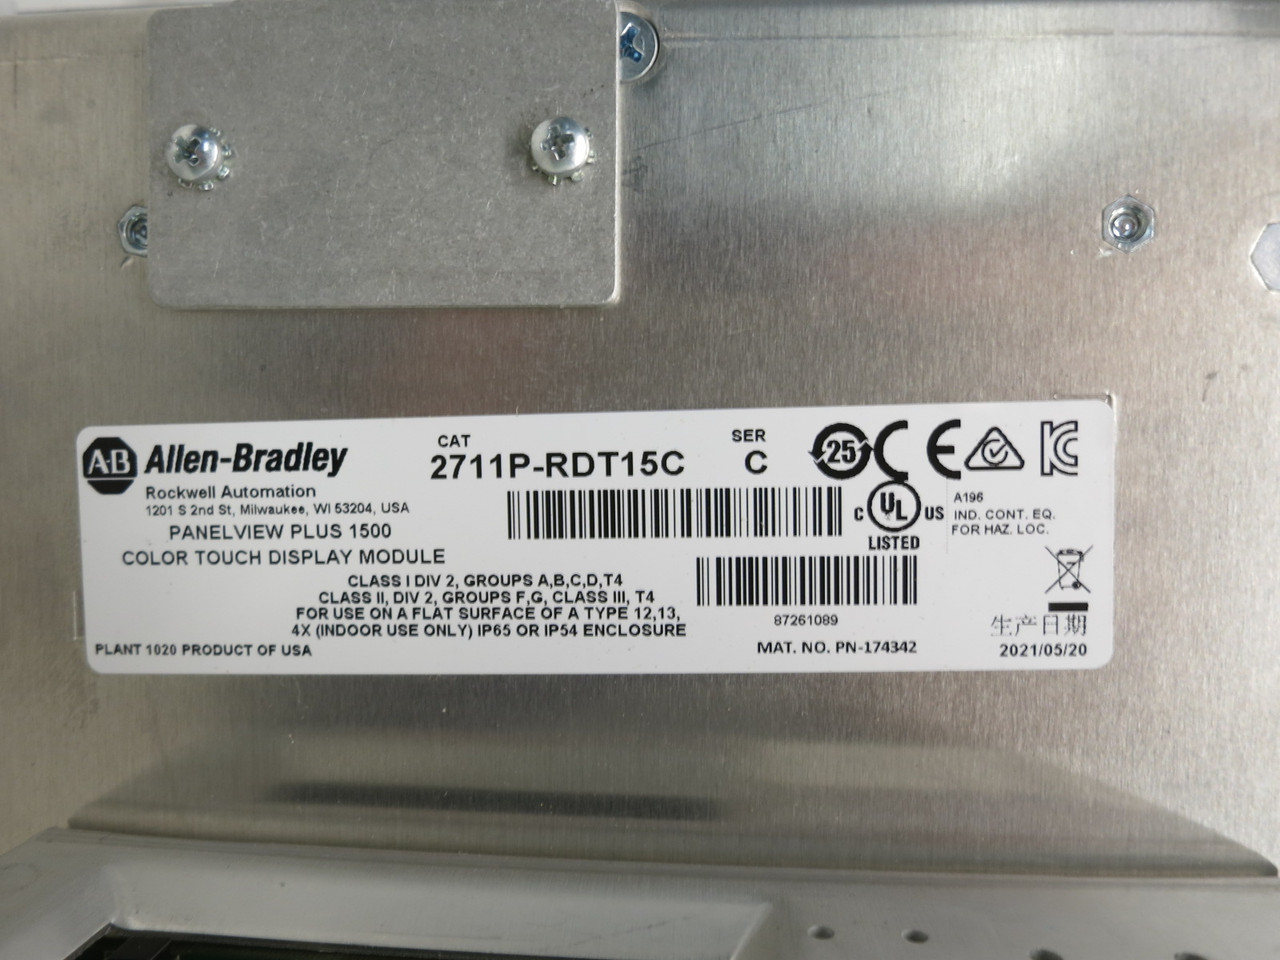 A-B Allen-Bradley
Rockwell Automation
1201 S 2nd St, Milwaukee, WI 53204, USA
PANELVIEW PLUS 1500
COLOR TOUCH DISPLAY MODULE
CAT
2711P-RDT15C
SER
C
25
CE
KC
C UL US
LISTED
A196
IND. CONT. EQ.
FOR HAZ. LOC.
CLASS I DIV 2, GROUPS A,B,C,D,T4
CLASS II, DIV 2, GROUPS F,G, CLASS III, T4
FOR USE ON A FLAT SURFACE OF A TYPE 12,13,
4X (INDOOR USE ONLY) IP65 OR IP54 ENCLOSURE
PLANT 1020 PRODUCT OF USA
87261089
MAT. NO. PN-174342
生产日期
2021/05/20